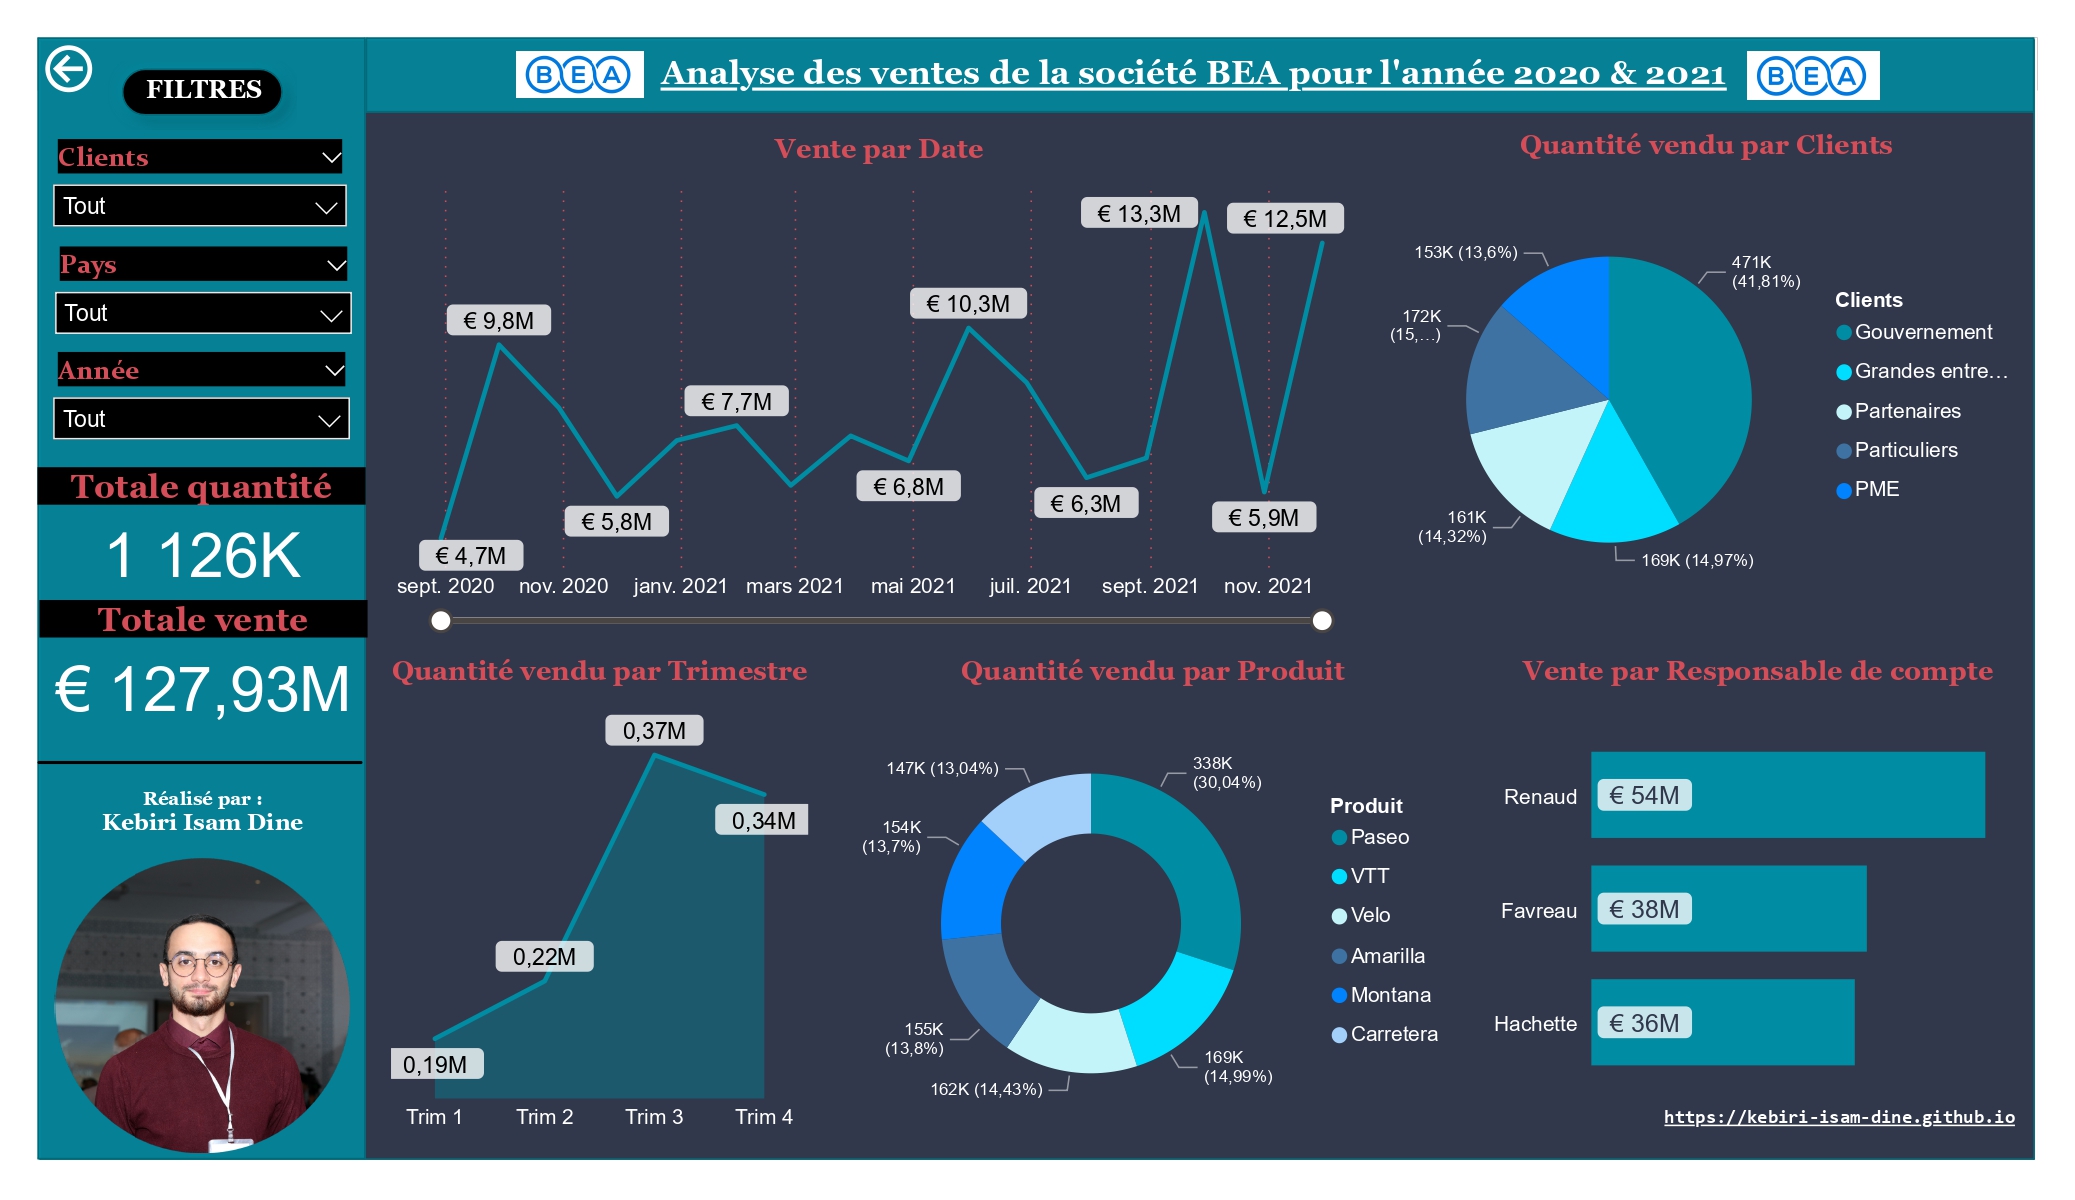 FILTRES
BEA
Analyse des ventes de la société BEA pour l'année 2020 & 2021
BEA
Clients
Tout
Pays
Tout
Année
Tout
Totale quantité
1 126K
Totale vente
€ 127,93M
Réalisé par :
Kebiri Isam Dine
Vente par Date
€ 4,7M
€ 9,8M
€ 5,8M
€ 7,7M
€ 6,8M
€ 10,3M
€ 6,3M
€ 13,3M
€ 5,9M
€ 12,5M
sept. 2020 nov. 2020 janv. 2021 mars 2021 mai 2021 juil. 2021 sept. 2021 nov. 2021
Quantité vendu par Clients
153K (13,6%)
471K
(41,81%)
172K
(15,...)
161K
(14,32%)
169K (14,97%)
Clients
Gouvernement
Grandes entre...
Partenaires
Particuliers
PME
Quantité vendu par Trimestre
0,37M
0,34M
0,22M
0,19M
Trim 1 Trim 2 Trim 3 Trim 4
Quantité vendu par Produit
147K (13,04%)
338K
(30,04%)
154K
(13,7%)
155K
(13,8%)
162K (14,43%)
169K
(14,99%)
Produit
Paseo
VTT
Velo
Amarilla
Montana
Carretera
Vente par Responsable de compte
Renaud € 54M
Favreau € 38M
Hachette € 36M
https://kebiri-isam-dine.github.io